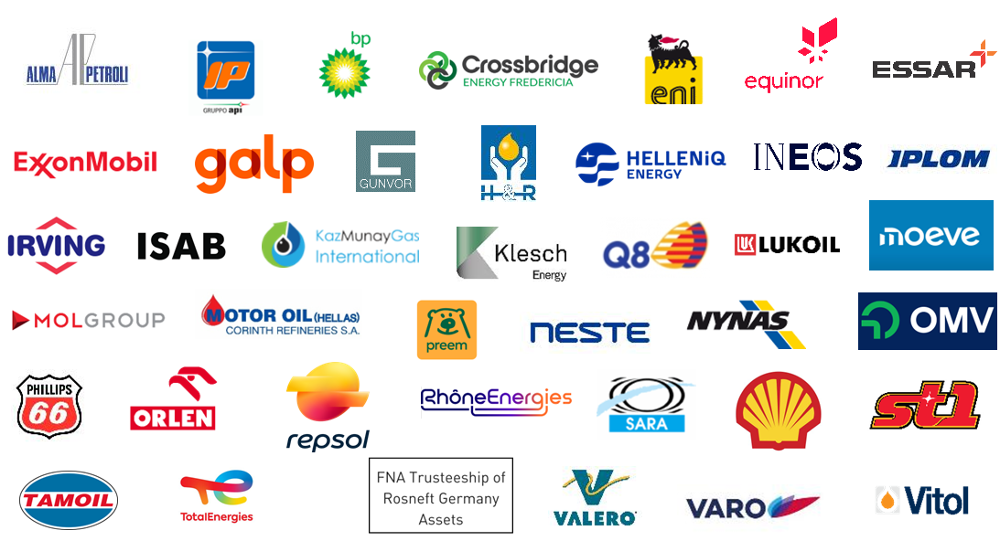 ALMA PETROLI
AP
IP
GRUPPO api
bp
Crossbridge
ENERGY FREDERICIA
eni
equinor
ESSAR
ExxonMobil
galp
G
GUNVOR
H & R
HELLENiQ
ENERGY
INEOS
IPLOM
IRVING
ISAB
KazMunayGas
International
Klesch
Energy
Q8
LUK
LUKOIL
moeve
MOLGROUP
MOTOR OIL (HELLAS)
CORINTH REFINERIES S.A.
preem
NESTE
NYNAS
OMV
PHILLIPS
66
ORLEN
repsol
RhôneEnergies
SARA
st1
TAMOIL
TotalEnergies
FNA Trusteeship of
Rosneft Germany
Assets
V
VALERO
VARO
Vitol